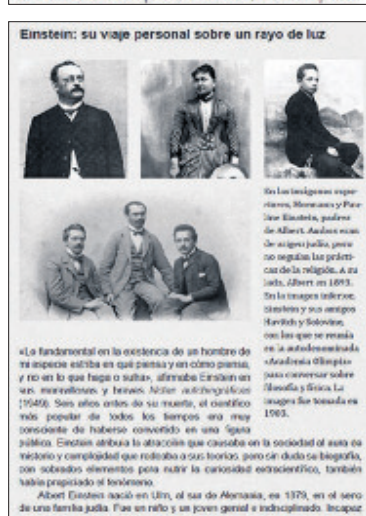 Einstein: su viaje personal sobre un rayo de luz
En las imágenes supe-
riores, Hermann y Pau-
line Einstein, padres
de Albert. Ambos eran
de origen judío, pero
no seguían las prácti-
cas de la religión. A su
lado, Albert en 1893.
En la imagen inferior,
Einstein y sus amigos
Havitch y Solovine,
con los que se reunía
en la autodenominada
«Academia Olimpia»
para conversar sobre
filosofía y física. La
imagen fue tomada en
1903.
«Lo fundamental en la existencia de un hombre de
mi especie estriba en qué piensa y en cómo piensa,
y no en lo que haga o sufra», afirmaba Einstein en
sus maravillosas y breves Notas autobiográficas
(1949). Seis años antes de su muerte, el científico
más popular de todos los tiempos era muy
consciente de haberse convertido en una figura
pública. Einstein atribuía la atracción que causaba en la sociedad al aura de
misterio y complejidad que rodeaba a sus teorías, pero sin duda su biografía,
con sobrados elementos para nutrir la curiosidad extracientífica, también
había propiciado el fenómeno.
Albert Einstein nació en Ulm, al sur de Alemania, en 1379, en el seno
de una familia judía. Fue un niño y un joven genial e indisciplinado. Incapaz